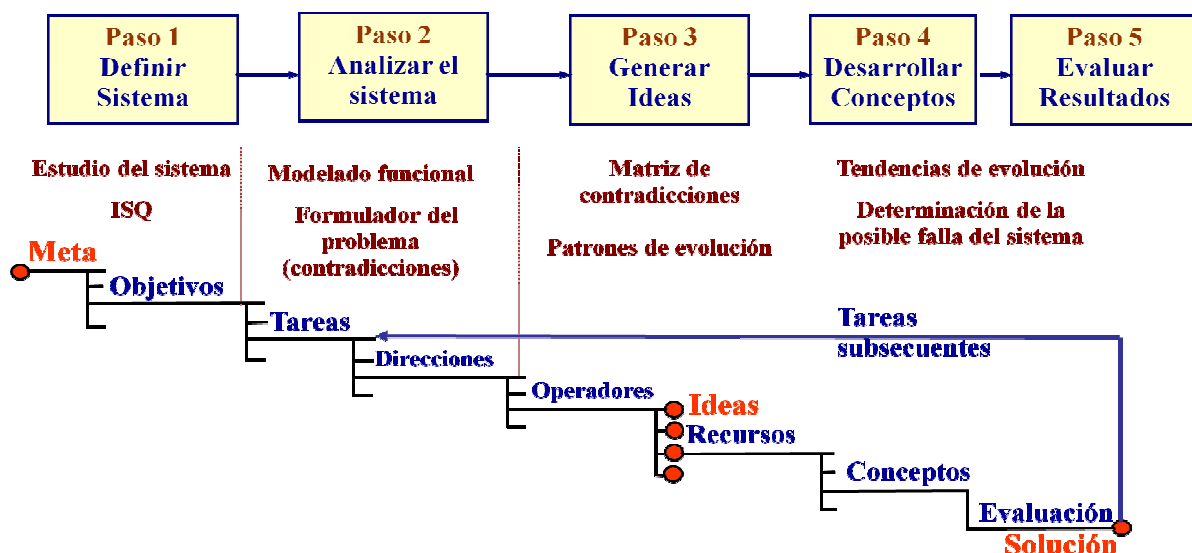 Paso 1
Definir
Sistema
Paso 2
Analizar el
sistema
Paso 3
Generar
Ideas
Paso 4
Desarrollar
Conceptos
Paso 5
Evaluar
Resultados
Estudio del sistema
ISQ
Modelado funcional
Formulador del
problema
(contradicciones)
Matriz de
contradicciones
Patrones de evolución
Tendencias de evolución
Determinación de la
posible falla del sistema
Meta
Objetivos
Tareas
Direcciones
Operadores
Ideas
Recursos
Conceptos
Evaluación
Solución
Tareas
subsecuentes